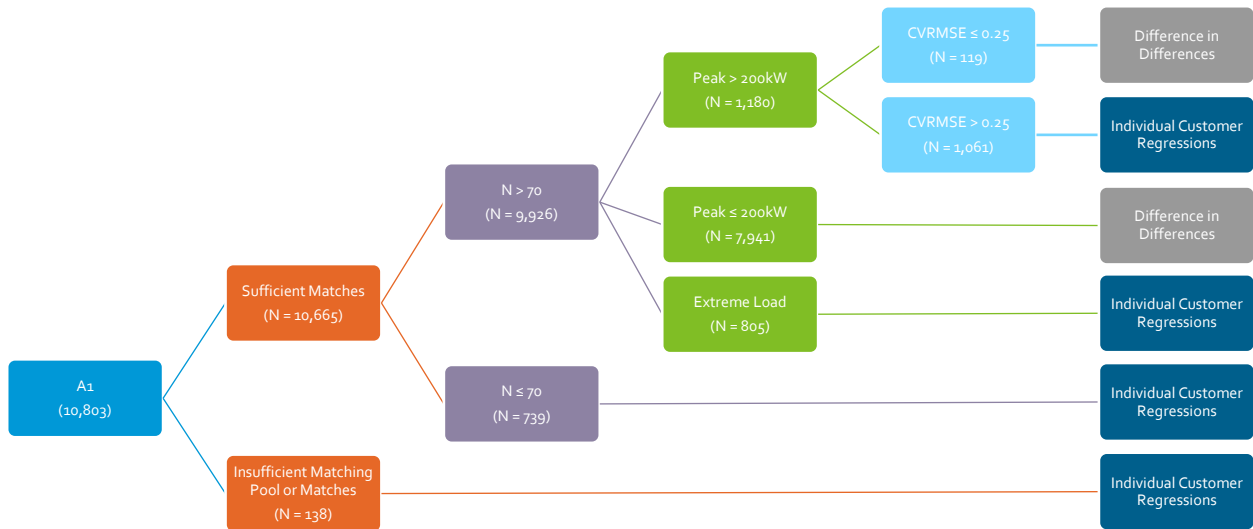 CVRMSE ≤ 0.25
(N = 119)
Difference in
Differences
Peak > 200kW
(N = 1,180)
CVRMSE > 0.25
(N = 1,061)
Individual Customer
Regressions
N > 70
(N = 9,926)
Peak ≤ 200kW
(N = 7,941)
Difference in
Differences
Sufficient Matches
(N = 10,665)
Extreme Load
(N = 805)
Individual Customer
Regressions
A1
(10,803)
N ≤ 70
(N = 739)
Individual Customer
Regressions
Insufficient Matching
Pool or Matches
(N = 138)
Individual Customer
Regressions